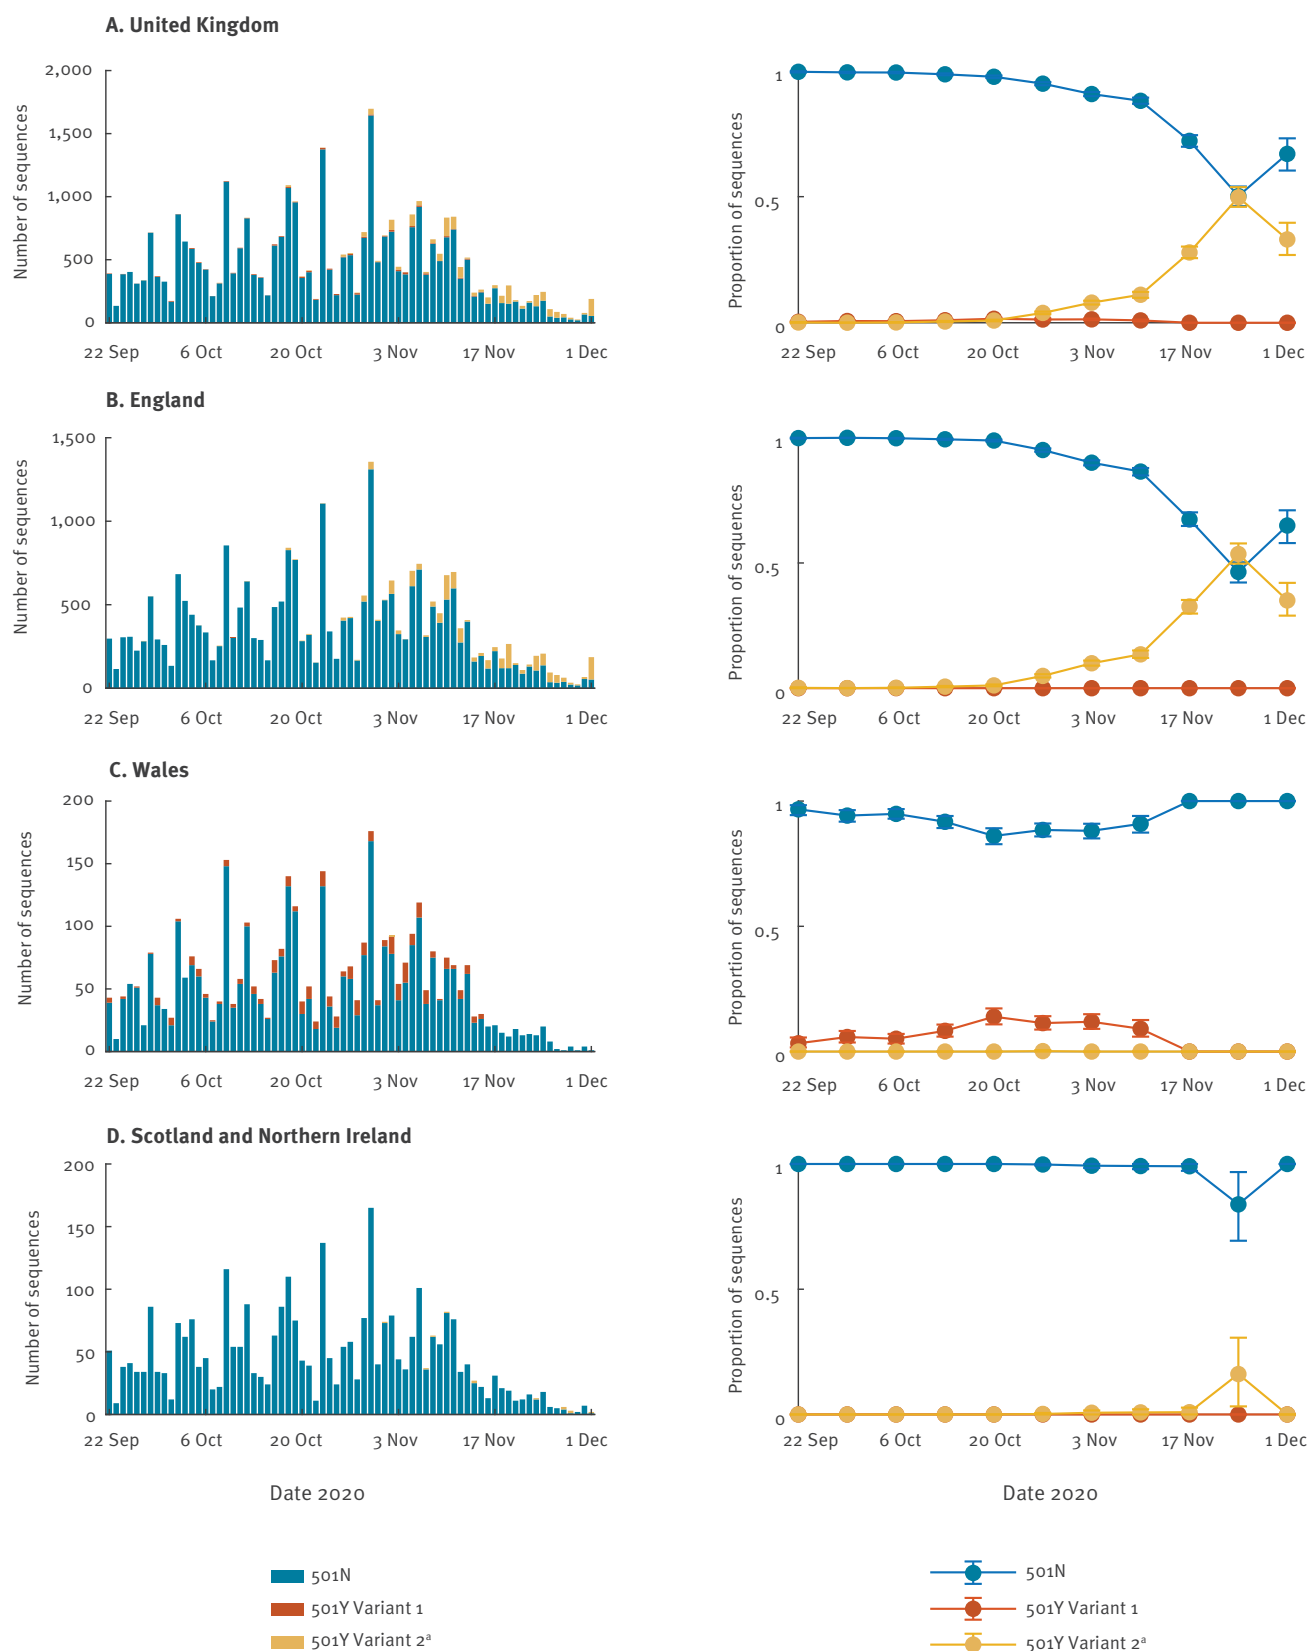 A. United Kingdom
Number of sequences
2,000
1,500
1,000
500
0
22 Sep 6 Oct 20 Oct 3 Nov 17 Nov 1 Dec
Proportion of sequences
1
0.5
0
22 Sep 6 Oct 20 Oct 3 Nov 17 Nov 1 Dec
B. England
Number of sequences
1,500
1,000
500
0
22 Sep 6 Oct 20 Oct 3 Nov 17 Nov 1 Dec
Proportion of sequences
1
0.5
0
22 Sep 6 Oct 20 Oct 3 Nov 17 Nov 1 Dec
C. Wales
Number of sequences
200
150
100
50
0
22 Sep 6 Oct 20 Oct 3 Nov 17 Nov 1 Dec
Proportion of sequences
1
0.5
0
22 Sep 6 Oct 20 Oct 3 Nov 17 Nov 1 Dec
D. Scotland and Northern Ireland
Number of sequences
200
150
100
50
0
22 Sep 6 Oct 20 Oct 3 Nov 17 Nov 1 Dec
Proportion of sequences
1
0.5
0
22 Sep 6 Oct 20 Oct 3 Nov 17 Nov 1 Dec
Date 2020
Date 2020
501N
501Y Variant 1
501Y Variant 2ᵃ
501N
501Y Variant 1
501Y Variant 2ᵃ